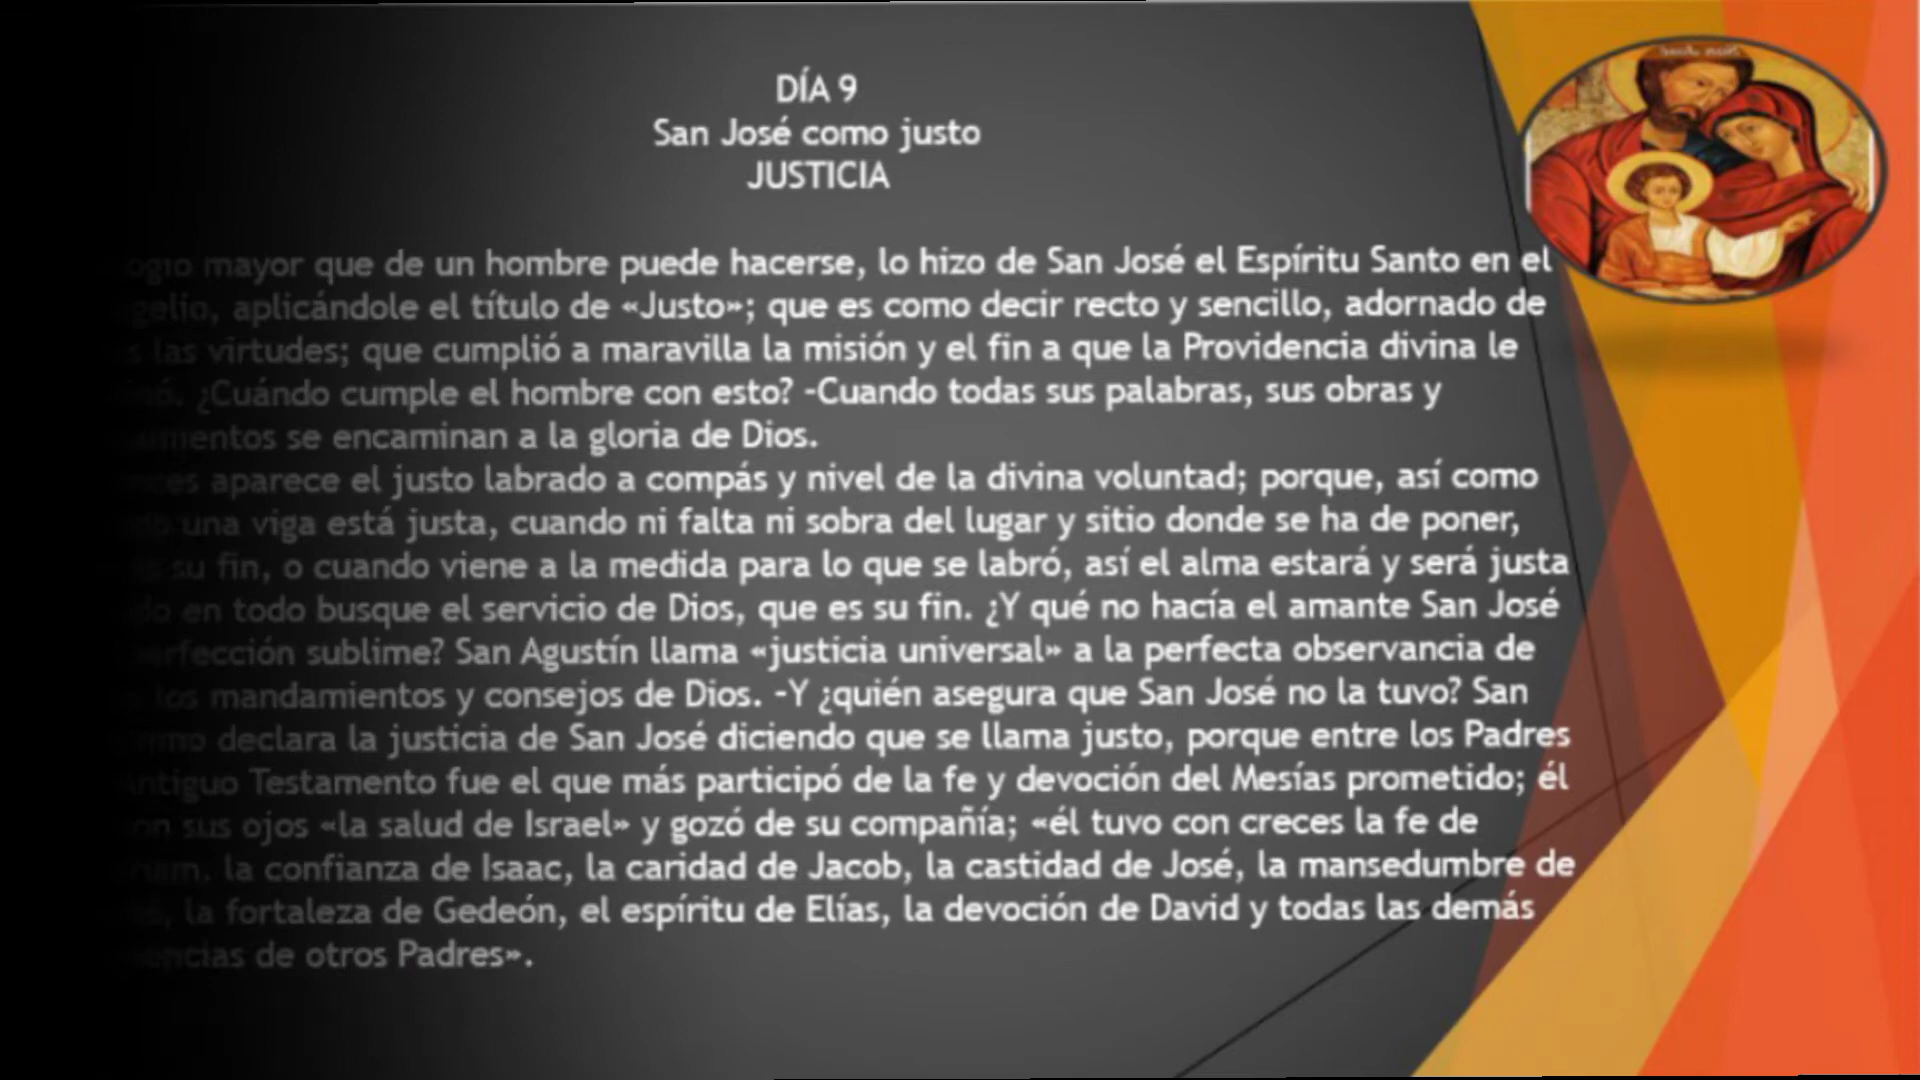 DÍA 9
San José como justo
JUSTICIA
mayor que de un hombre puede hacerse, lo hizo de San José el Espíritu Santo en el
aplicándole el título de «Justo»; que es como decir recto y sencillo, adornado de
las virtudes; que cumplió a maravilla la misión y el fin a que la Providencia divina le
¿Cuándo cumple el hombre con esto? -Cuando todas sus palabras, sus obras y
se encaminan a la gloria de Dios.
aparece el justo labrado a compás y nivel de la divina voluntad; porque, así como
una viga está justa, cuando ni falta ni sobra del lugar y sitio donde se ha de poner,
su fin, o cuando viene a la medida para lo que se labró, así el alma estará y será justa
en todo busque el servicio de Dios, que es su fin. ¿Y qué no hacía el amante San José
sublime? San Agustín llama «justicia universal» a la perfecta observancia de
los mandamientos y consejos de Dios. -Y ¿quién asegura que San José no la tuvo? San
declara la justicia de San José diciendo que se llama justo, porque entre los Padres
Antiguo Testamento fue el que más participó de la fe y devoción del Mesías prometido; él
sus ojos «la salud de Israel» y gozó de su compañía; «él tuvo con creces la fe de
la confianza de Isaac, la caridad de Jacob, la castidad de José, la mansedumbre de
la fortaleza de Gedeón, el espíritu de Elías, la devoción de David y todas las demás
de otros Padres».